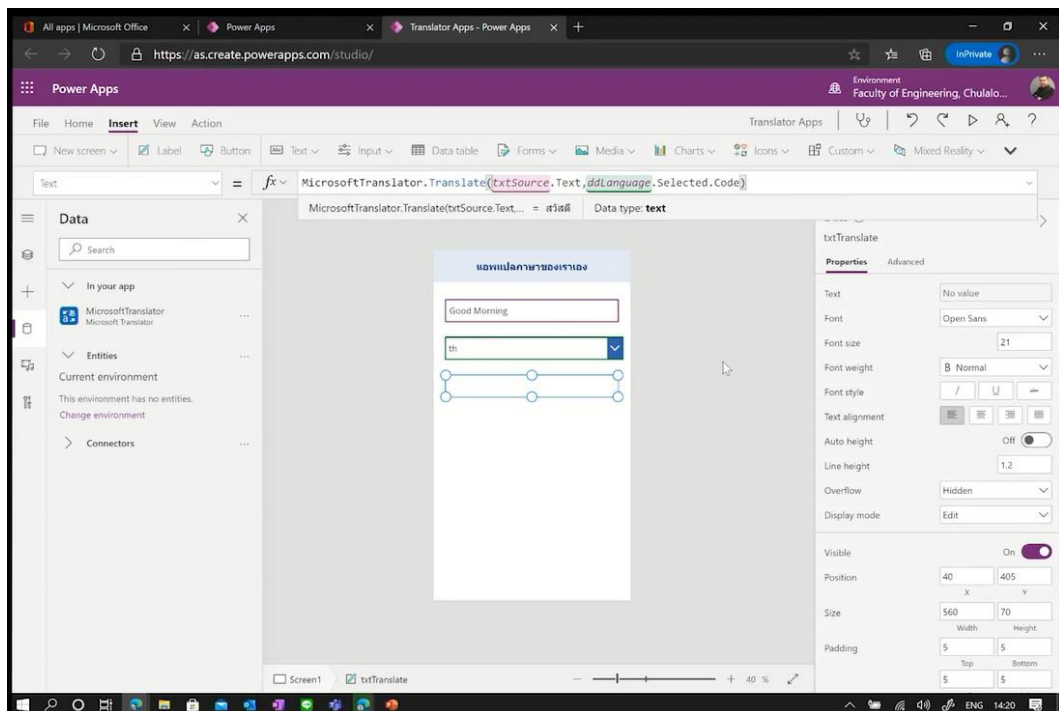 All apps | Microsoft Office
Power Apps
Translator Apps - Power Apps
https://as.create.powerapps.com/studio/
InPrivate
Power Apps
Environment
Faculty of Engineering, Chulalo...
File Home Insert View Action
Translator Apps
New screen Label Button Text Input Data table Forms Media Charts Icons Custom Mixed Reality
Text = fx MicrosoftTranslator.Translate(txtSource.Text,ddLanguage.Selected.Code)
MicrosoftTranslator.Translate(txtSource.Text,... = สวัสดี Data type: text
Data
Search
In your app
MicrosoftTranslator
Microsoft Translator
Entities
Current environment
This environment has no entities.
Change environment
Connectors
แอพแปลภาษาของเราเอง
Good Morning
th
txtTranslate
Properties Advanced
Text No value
Font Open Sans
Font size 21
Font weight B Normal
Font style / U abc
Text alignment
Auto height Off
Line height 1.2
Overflow Hidden
Display mode Edit
Visible On
Position 40 405
X Y
Size 560 70
Width Height
Padding 5 5
Top Bottom
5 5
Screen1 txtTranslate
40 %
ENG 14:20